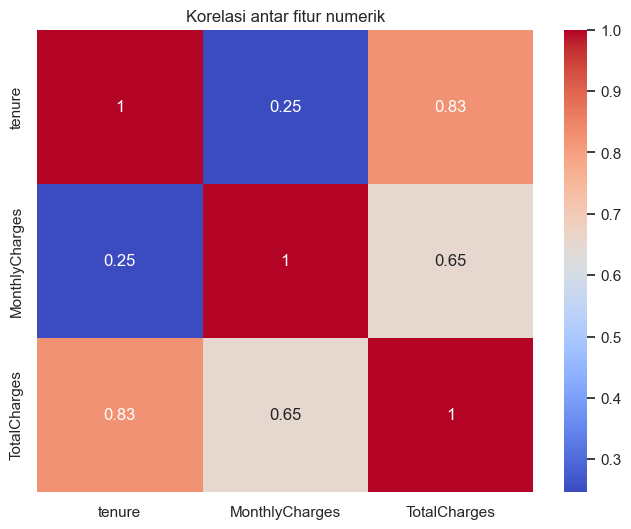 Korelasi antar fitur numerik
tenure
1
0.25
0.83
MonthlyCharges
0.25
1
0.65
TotalCharges
0.83
0.65
1
tenure
MonthlyCharges
TotalCharges
1.0
0.9
0.8
0.7
0.6
0.5
0.4
0.3